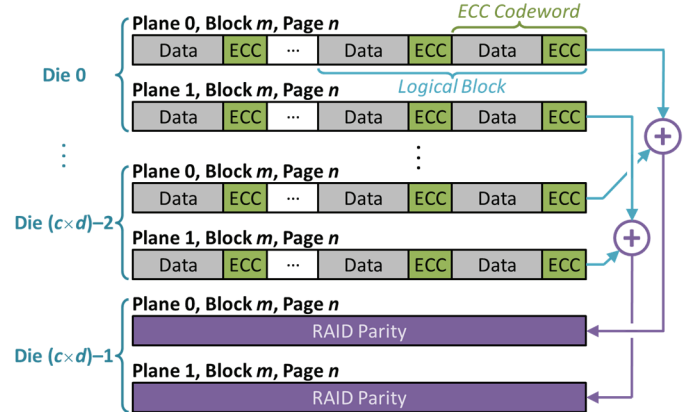 ECC Codeword
Plane 0, Block m, Page n
Data ECC ... Data ECC Data ECC
Die 0
Logical Block
Plane 1, Block m, Page n
Data ECC ... Data ECC Data ECC
+
⋮ ⋮
Plane 0, Block m, Page n
Data ECC ... Data ECC Data ECC
Die (c×d)–2
Plane 1, Block m, Page n
+
Data ECC ... Data ECC Data ECC
Plane 0, Block m, Page n
RAID Parity
Die (c×d)–1
Plane 1, Block m, Page n
RAID Parity